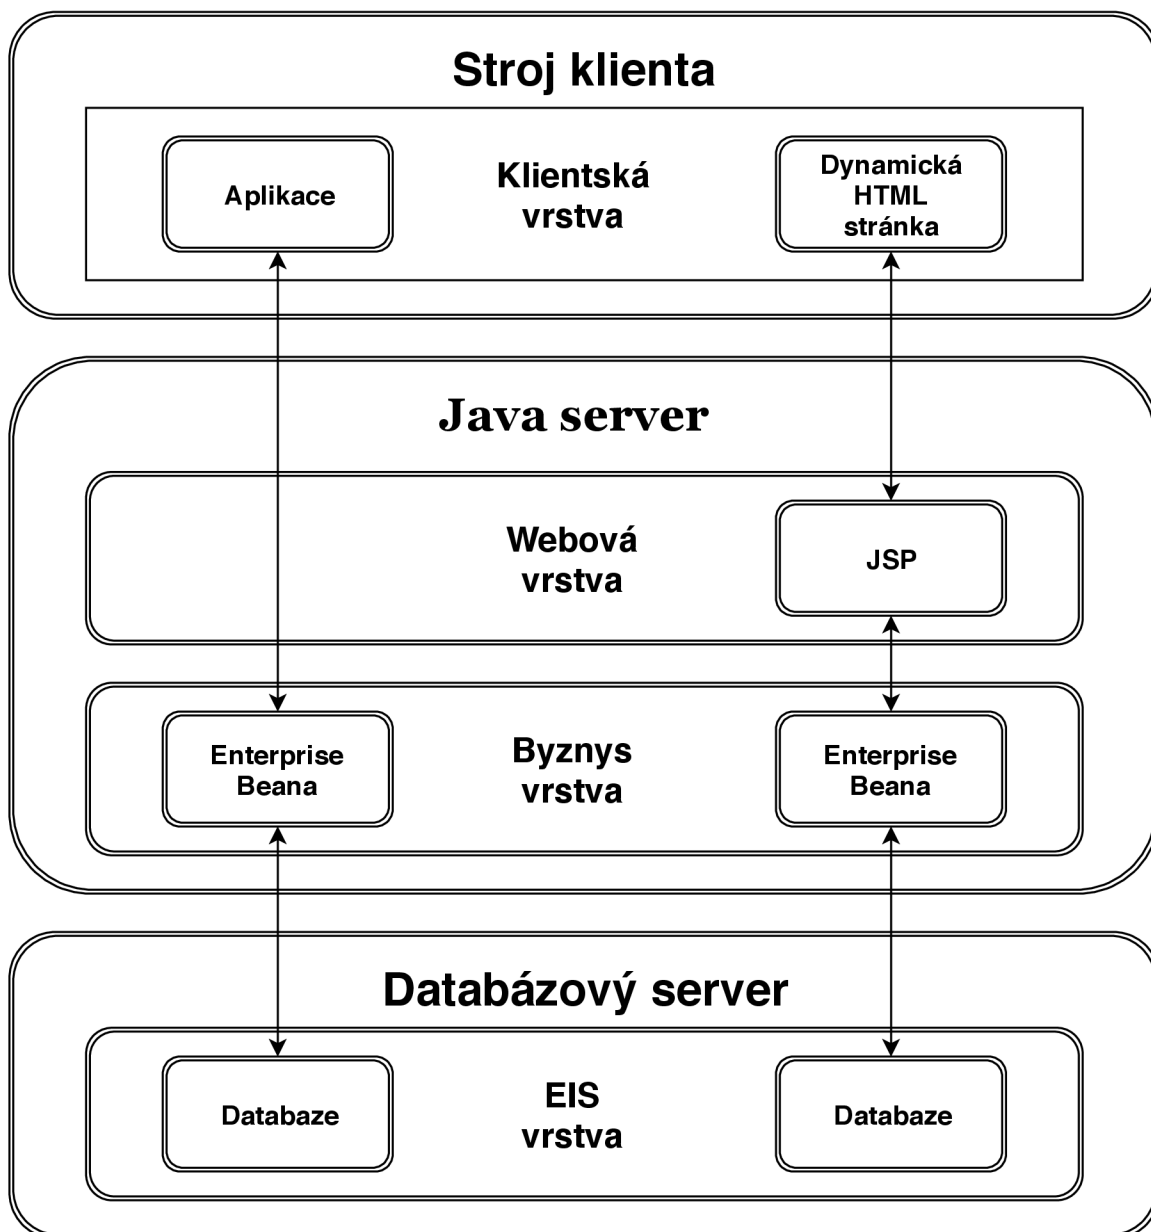 Stroj klienta
Aplikace
Klientská
vrstva
Dynamická
HTML
stránka
Java server
Webová
vrstva
JSP
Enterprise
Beana
Byznys
vrstva
Enterprise
Beana
Databázový server
Databaze
EIS
vrstva
Databaze